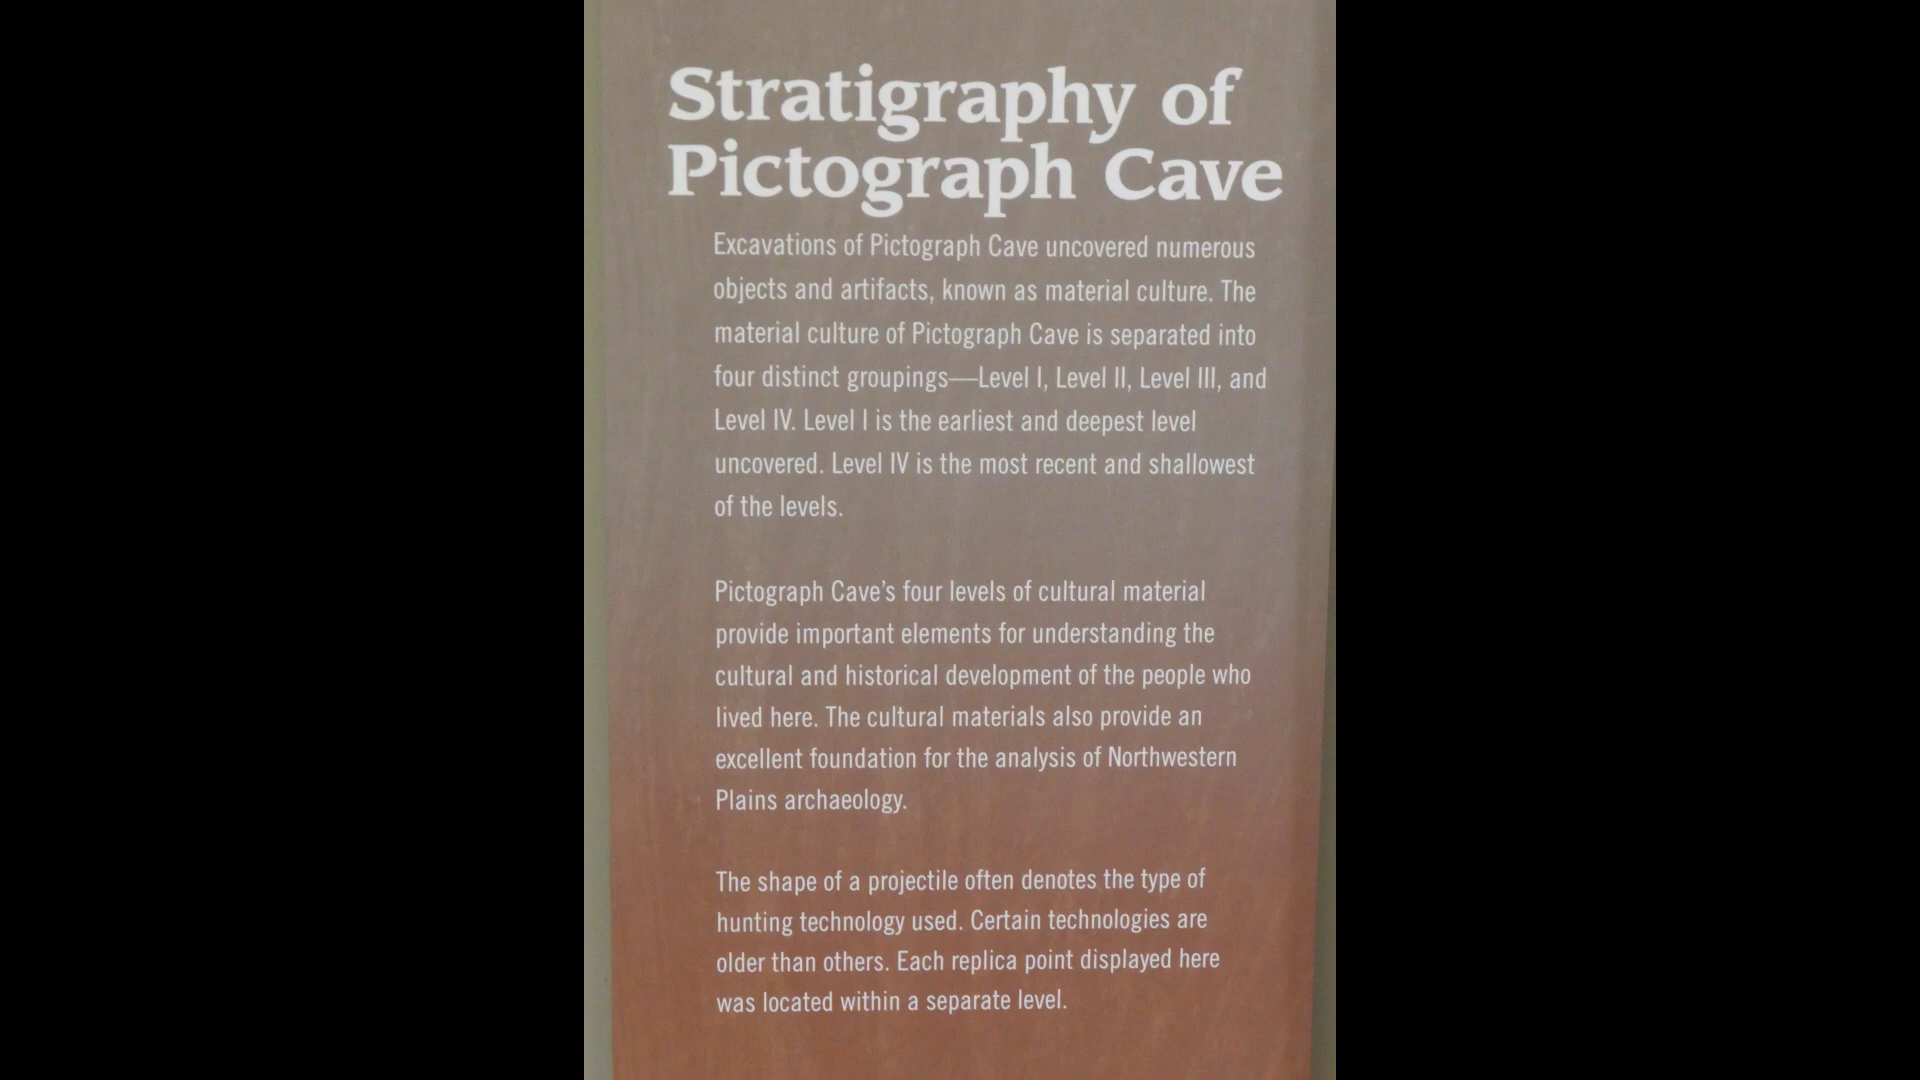 Stratigraphy of
Pictograph Cave
Excavations of Pictograph Cave uncovered numerous
objects and artifacts, known as material culture. The
material culture of Pictograph Cave is separated into
four distinct groupings—Level I, Level II, Level III, and
Level IV. Level I is the earliest and deepest level
uncovered. Level IV is the most recent and shallowest
of the levels.
Pictograph Cave’s four levels of cultural material
provide important elements for understanding the
cultural and historical development of the people who
lived here. The cultural materials also provide an
excellent foundation for the analysis of Northwestern
Plains archaeology.
The shape of a projectile often denotes the type of
hunting technology used. Certain technologies are
older than others. Each replica point displayed here
was located within a separate level.